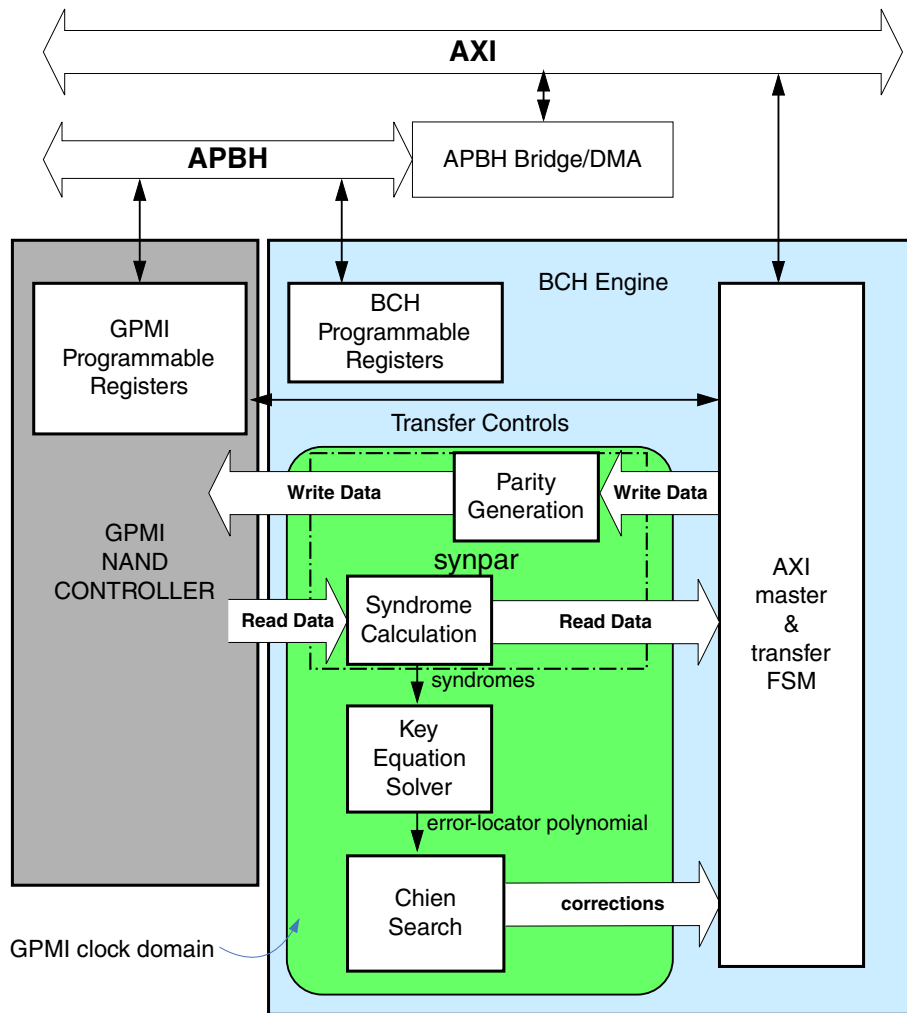 AXI
APBH
APBH Bridge/DMA
BCH Engine
GPMI
Programmable
Registers
BCH
Programmable
Registers
Transfer Controls
Write Data
Parity
Generation
Write Data
synpar
GPMI
NAND
CONTROLLER
Read Data
Syndrome
Calculation
Read Data
AXI
master
&
transfer
FSM
syndromes
Key
Equation
Solver
error-locator polynomial
Chien
Search
corrections
GPMI clock domain